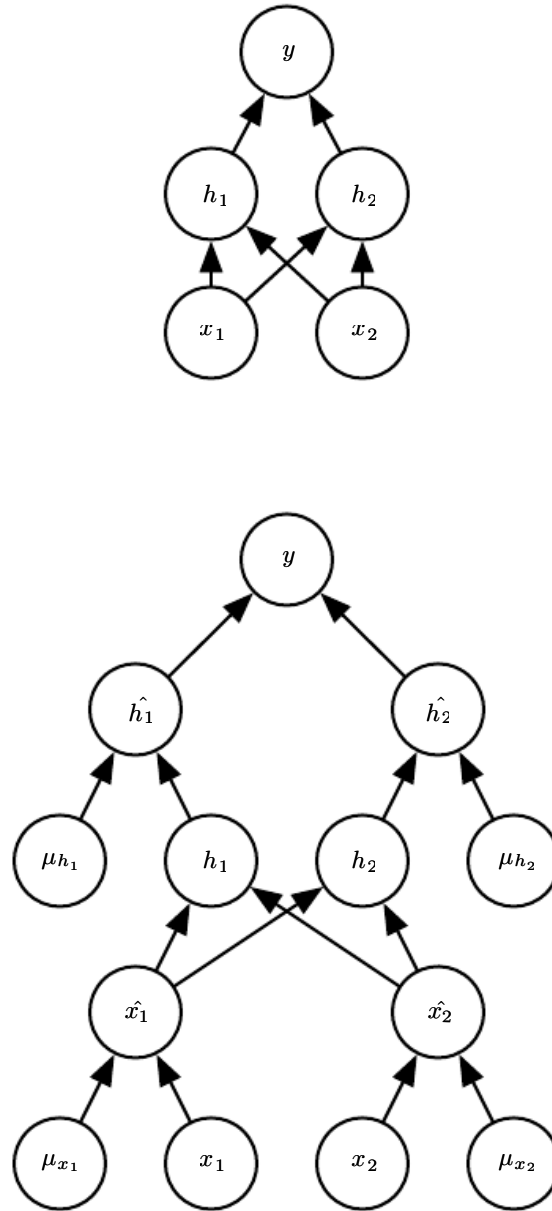 y
h₁ h₂
x₁ x₂
y
ĥ₁ ĥ₂
μ_{h₁} h₁ h₂ μ_{h₂}
x̂₁ x̂₂
μ_{x₁} x₁ x₂ μ_{x₂}